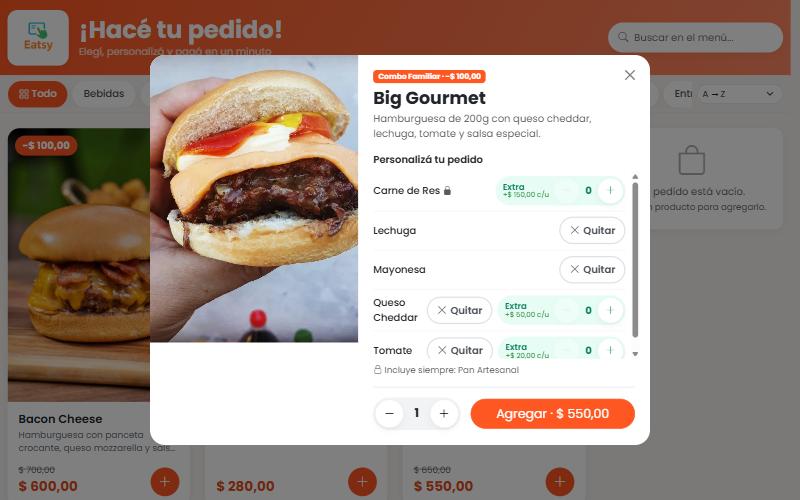 Eatsy
¡Hacé tu pedido!
Elegí, personalizá y pagá en un minuto
Buscar en el menú...
Todo
Bebidas
A → Z
-$ 100,00
Combo Familiar · -$ 100,00
Big Gourmet
Hamburguesa de 200g con queso cheddar,
lechuga, tomate y salsa especial.
Personalizá tu pedido
Carne de Res
Extra
+$ 150,00 c/u
0
Lechuga
Quitar
Mayonesa
Quitar
Queso
Cheddar
Quitar
Extra
+$ 50,00 c/u
0
Tomate
Quitar
Extra
+$ 20,00 c/u
0
Incluye siempre: Pan Artesanal
1
Agregar · $ 550,00
pedido está vacío.
producto para agregarlo.
Bacon Cheese
Hamburguesa con panceta
crocante, queso mozzarella y sals...
$ 700,00
$ 600,00
$ 280,00
$ 650,00
$ 550,00